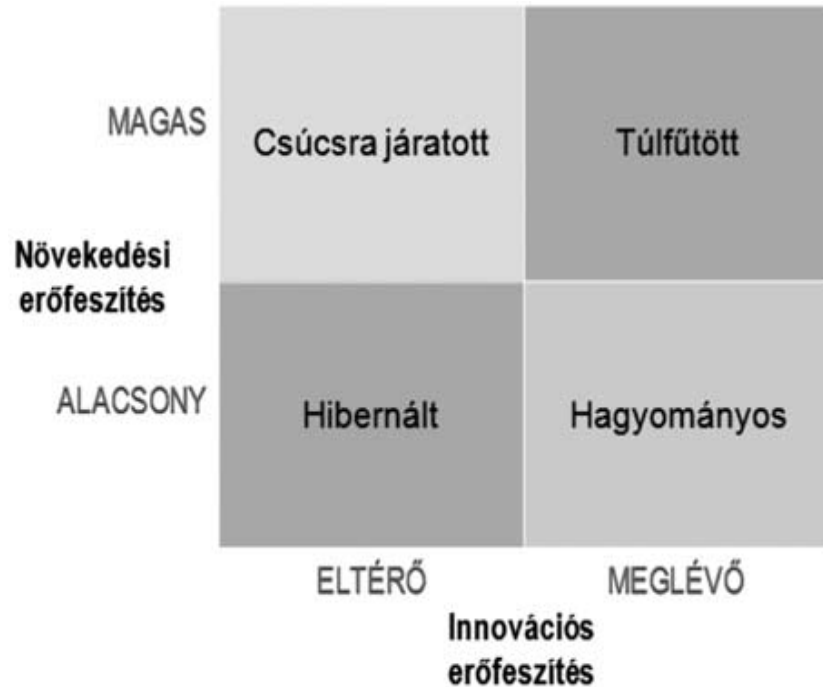 MAGAS
Csúcsra járatott
Túlfűtött
Növekedési
erőfeszítés
ALACSONY
Hibernált
Hagyományos
ELTÉRŐ
MEGLÉVŐ
Innovációs
erőfeszítés